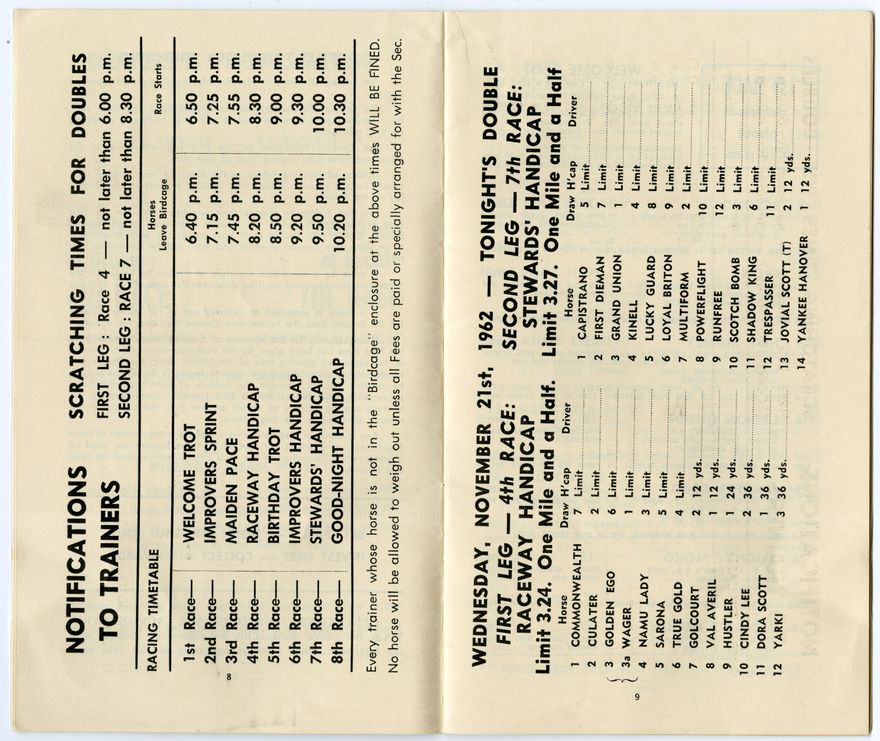 NOTIFICATIONS TO TRAINERS
SCRATCHING TIMES FOR DOUBLES
FIRST LEG : Race 4 — not later than 6.00 p.m.
SECOND LEG : RACE 7 — not later than 8.30 p.m.
RACING TIMETABLE Horses Leave Birdcage Race Starts
1st Race— WELCOME TROT 6.40 p.m. 6.50 p.m.
2nd Race— IMPROVERS SPRINT 7.15 p.m. 7.25 p.m.
3rd Race— MAIDEN PACE 7.45 p.m. 7.55 p.m.
4th Race— RACEWAY HANDICAP 8.20 p.m. 8.30 p.m.
5th Race— BIRTHDAY TROT 8.50 p.m. 9.00 p.m.
6th Race— IMPROVERS HANDICAP 9.20 p.m. 9.30 p.m.
7th Race— STEWARDS' HANDICAP 9.50 p.m. 10.00 p.m.
8th Race— GOOD-NIGHT HANDICAP 10.20 p.m. 10.30 p.m.
Every trainer whose horse is not in the "Birdcage" enclosure at the above times WILL BE FINED.
No horse will be allowed to weigh out unless all Fees are paid or specially arranged for with the Sec.
8
WEDNESDAY, NOVEMBER 21st, 1962 — TONIGHT'S DOUBLE
FIRST LEG — 4th RACE:
RACEWAY HANDICAP
Limit 3.24. One Mile and a Half.
Horse Draw H'cap Driver
1 COMMONWEALTH 7 Limit
2 CULATER 2 Limit
3 GOLDEN EGO 6 Limit
3a WAGER 1 Limit
4 NAMU LADY 3 Limit
5 SARONA 5 Limit
6 TRUE GOLD 4 Limit
7 GOLCOURT 2 12 yds.
8 VAL AVERIL 1 12 yds.
9 HUSTLER 1 24 yds.
10 CINDY LEE 2 36 yds.
11 DORA SCOTT 1 36 yds.
12 YARKI 3 36 yds.
SECOND LEG — 7th RACE:
STEWARDS' HANDICAP
Limit 3.27. One Mile and a Half
Horse Draw H'cap Driver
1 CAPISTRANO 5 Limit
2 FIRST DIEMAN 7 Limit
3 GRAND UNION 1 Limit
4 KINELL 4 Limit
5 LUCKY GUARD 8 Limit
6 LOYAL BRITON 9 Limit
7 MULTIFORM 2 Limit
8 POWERFLIGHT 10 Limit
9 RUNFREE 12 Limit
10 SCOTCH BOMB 3 Limit
11 SHADOW KING 6 Limit
12 TRESPASSER 11 Limit
13 JOVIAL SCOTT (T) 2 12 yds.
14 YANKEE HANOVER 1 12 yds.
9